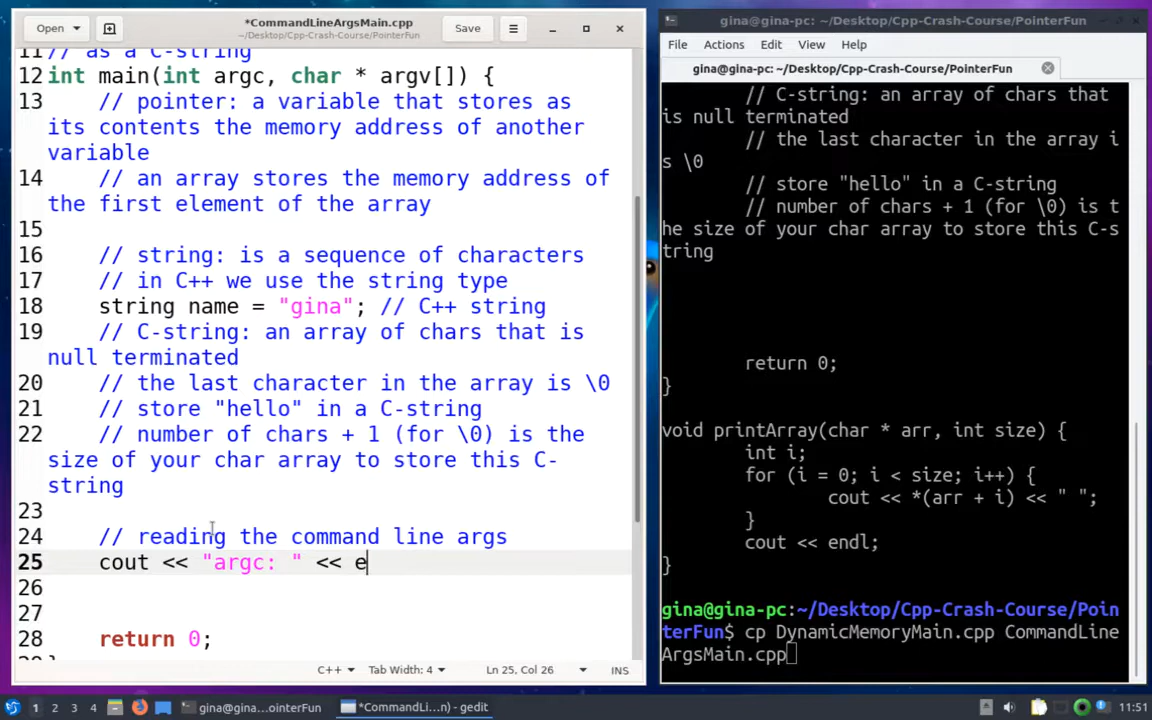 Open
*CommandLineArgsMain.cpp
~/Desktop/Cpp-Crash-Course/PointerFun
Save
11 // as a C-string
12 int main(int argc, char * argv[]) {
13 // pointer: a variable that stores as
its contents the memory address of another
variable
14 // an array stores the memory address of
the first element of the array
15
16 // string: is a sequence of characters
17 // in C++ we use the string type
18 string name = "gina"; // C++ string
19 // C-string: an array of chars that is
null terminated
20 // the last character in the array is \0
21 // store "hello" in a C-string
22 // number of chars + 1 (for \0) is the
size of your char array to store this C-
string
23
24 // reading the command line args
25 cout << "argc: " << e
26
27
28 return 0;
29 }
C++ Tab Width: 4 Ln 25, Col 26 INS
gina@gina-pc: ~/Desktop/Cpp-Crash-Course/PointerFun
File Actions Edit View Help
gina@gina-pc: ~/Desktop/Cpp-Crash-Course/PointerFun
// C-string: an array of chars that
is null terminated
// the last character in the array i
s \0
// store "hello" in a C-string
// number of chars + 1 (for \0) is t
he size of your char array to store this C-s
tring
return 0;
}
void printArray(char * arr, int size) {
int i;
for (i = 0; i < size; i++) {
cout << *(arr + i) << " ";
}
cout << endl;
}
gina@gina-pc:~/Desktop/Cpp-Crash-Course/Poin
terFun$ cp DynamicMemoryMain.cpp CommandLine
ArgsMain.cpp
1 2 3 4 gina@gina...ointerFun *CommandLi...n) - gedit 11:51